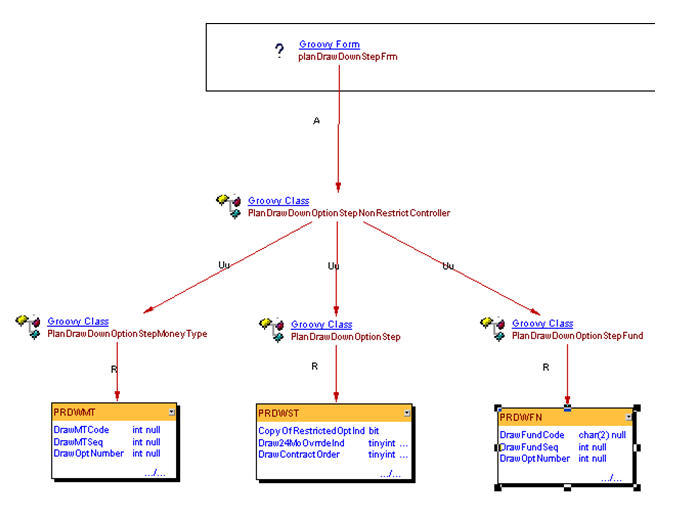 ?
Groovy Form
planDrawDownStepFrm
A
Groovy Class
PlanDrawDownOptionStepNonRestrictController
Uu
Uu
Uu
Groovy Class
PlanDrawDownOptionStepMoneyType
Groovy Class
PlanDrawDownOptionStep
Groovy Class
PlanDrawDownOptionStepFund
R
R
R
PRDWMT
DrawMTCode int null
DrawMTSeq int null
DrawOptNumber int null
.../...
PRDWST
CopyOfRestrictedOptInd bit
Draw24MoOvrrdeInd tinyint ...
DrawContractOrder tinyint ...
.../...
PRDWFN
DrawFundCode char(2) null
DrawFundSeq int null
DrawOptNumber int null
.../...